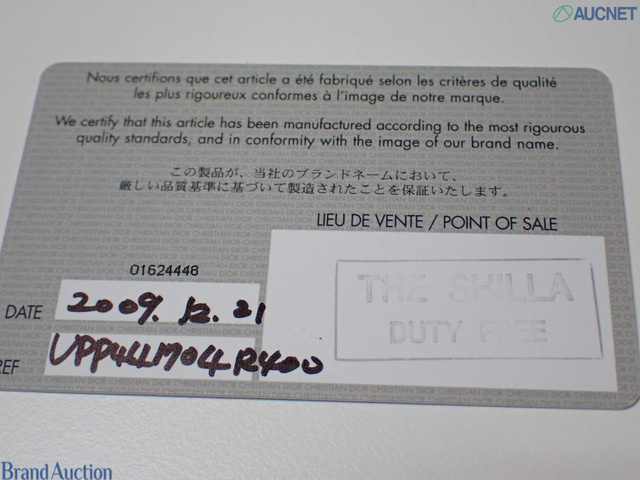 AUCNET
Nous certifions que cet article a été fabriqué selon les critères de qualité
les plus rigoureux conformes à l'image de notre marque.
We certify that this article has been manufactured according to the most rigourous
quality standards, and in conformity with the image of our brand name.
この製品が、当社のブランドネームにおいて、
厳しい品質基準に基づいて製造されたことを保証いたします。
LIEU DE VENTE / POINT OF SALE
01624448
THE SHILLA
DUTY FREE
DATE 2009. 12. 21
REF UPP44M04R400
Brand Auction